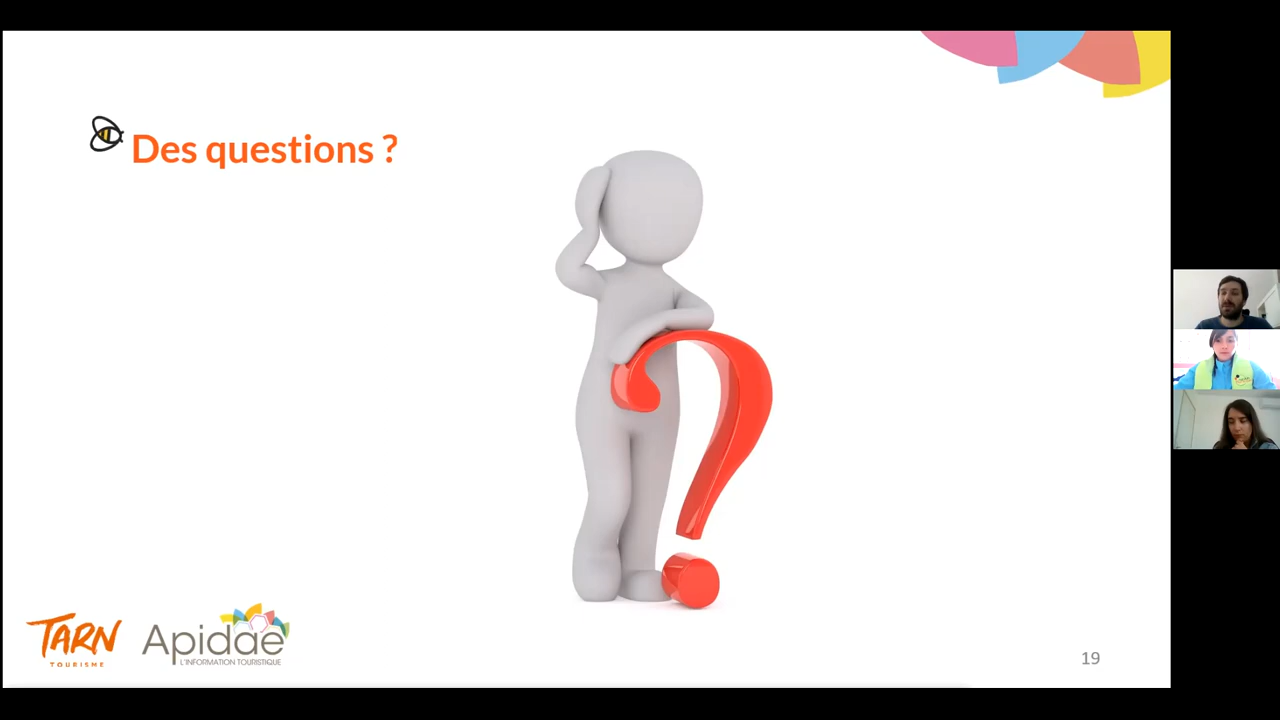 Des questions ?
TARN
TOURISME
Apidae
L'INFORMATION TOURISTIQUE
19